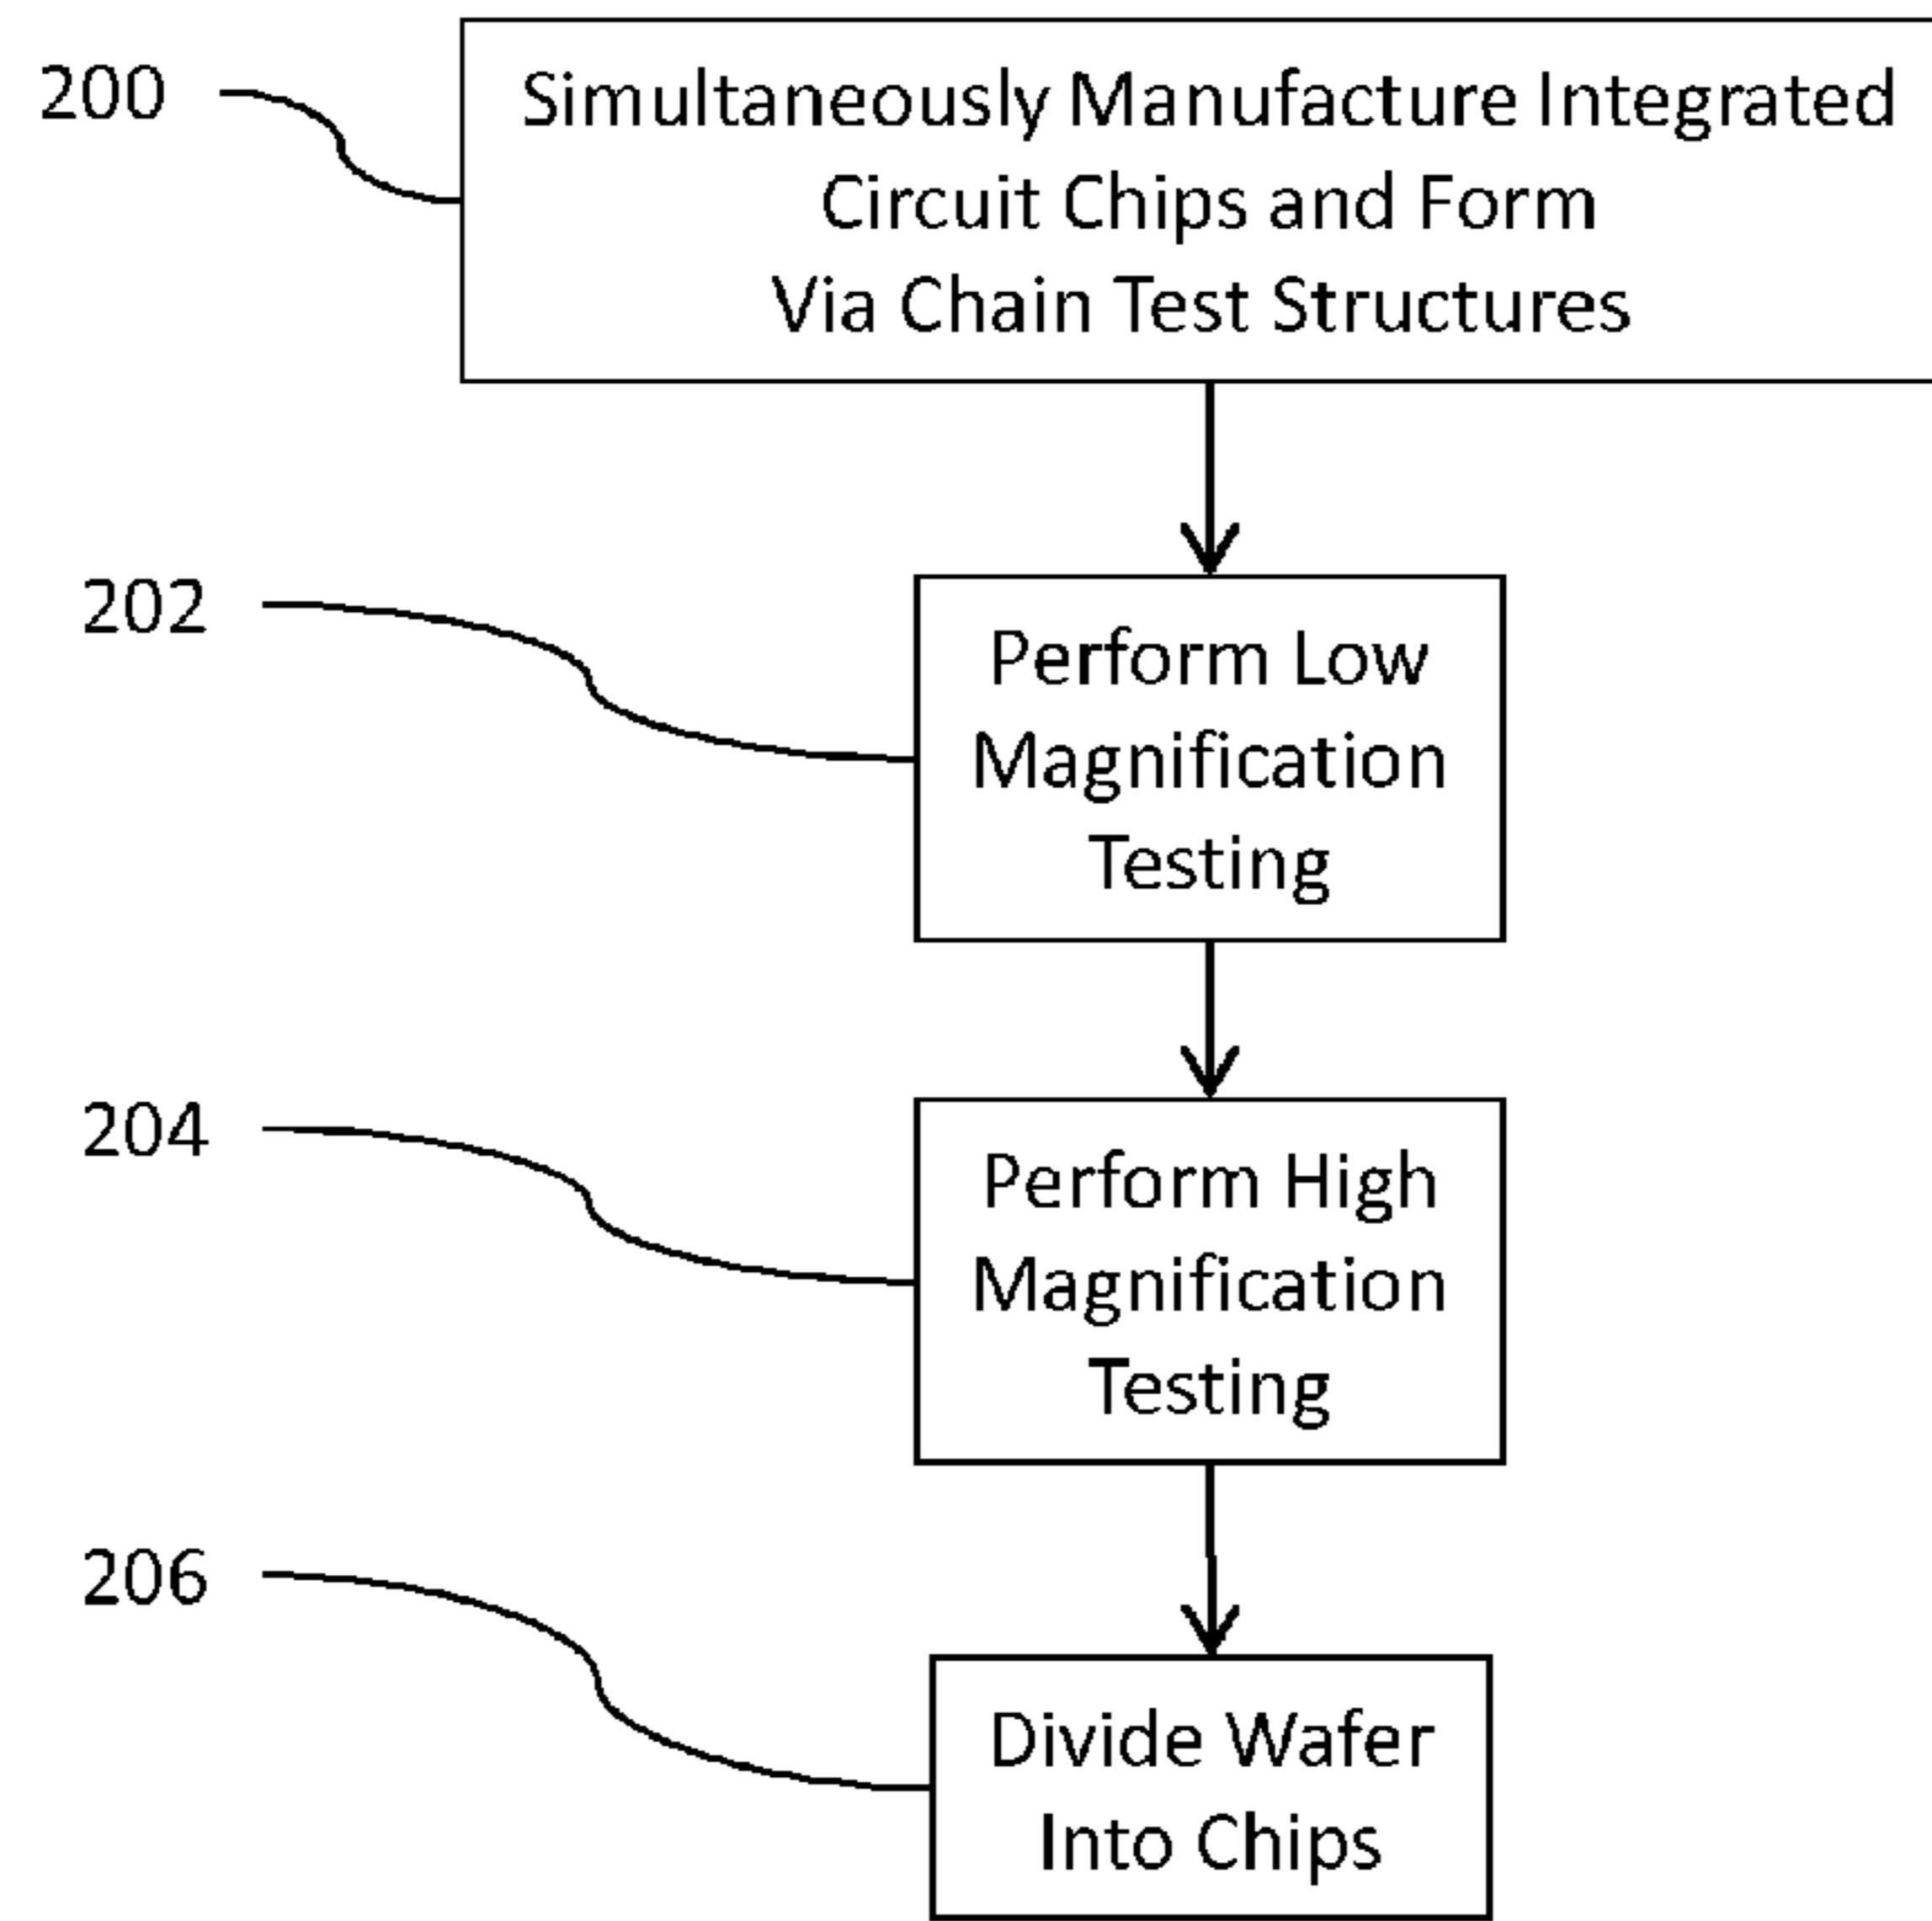 200
Simultaneously Manufacture Integrated
Circuit Chips and Form
Via Chain Test Structures
202
Perform Low
Magnification
Testing
204
Perform High
Magnification
Testing
206
Divide Wafer
Into Chips